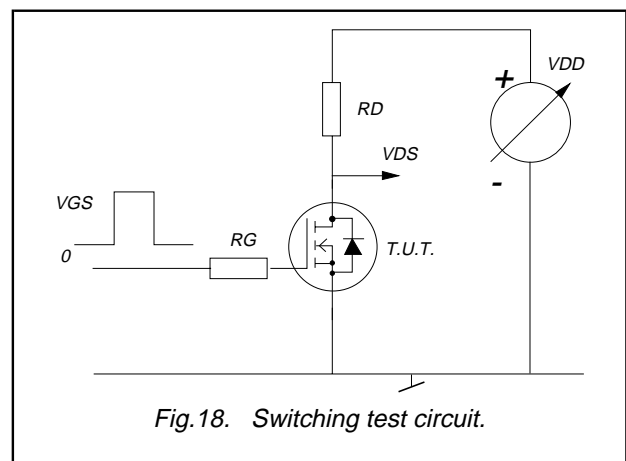 VDD
+
RD
VDS
-
VGS
0
RG
T.U.T.
Fig.18. Switching test circuit.